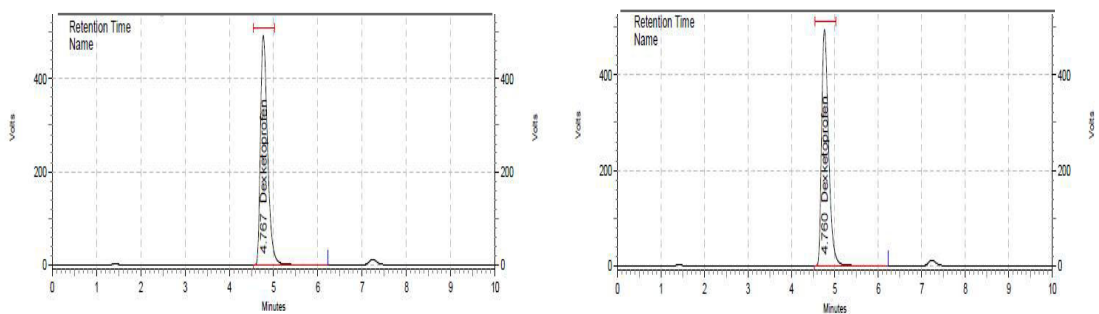 Retention Time
Name
Volts
400
200
0
4.767 Dexketoprofen
400
200
0
Volts
0 1 2 3 4 5 6 7 8 9 10
Minutes
Retention Time
Name
Volts
400
200
0
4.760 Dexketoprofen
400
200
0
Volts
0 1 2 3 4 5 6 7 8 9 10
Minutes